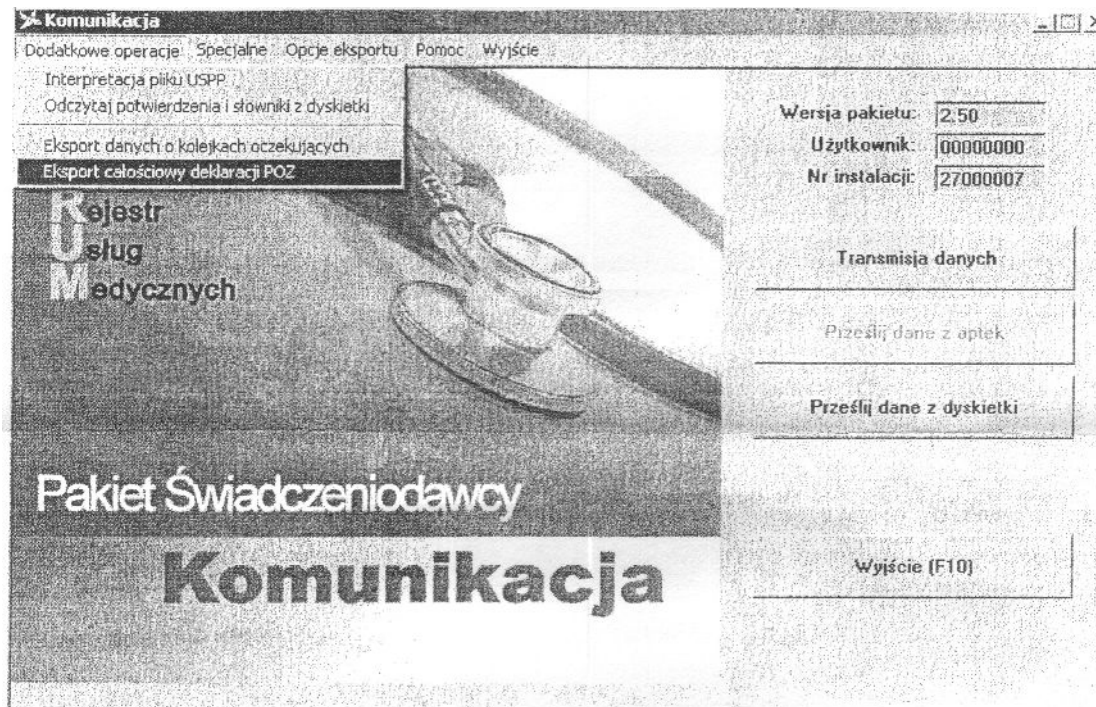 Komunikacja
Dodatkowe operacje Specjalne Opcje eksportu Pomoc Wyjście
Interpretacja pliku USPP
Odczytaj potwierdzenia i słowniki z dyskietki
Eksport danych o kolejkach oczekujących
Eksport całościowy deklaracji POZ
Rejestr
Usług
Medycznych
Pakiet Świadczeniodawcy
Komunikacja
Wersja pakietu: 2.50
Użytkownik: 00000000
Nr instalacji: 27000007
Transmisja danych
Prześlij dane z aptek
Prześlij dane z dyskietki
Wyjście (F10)